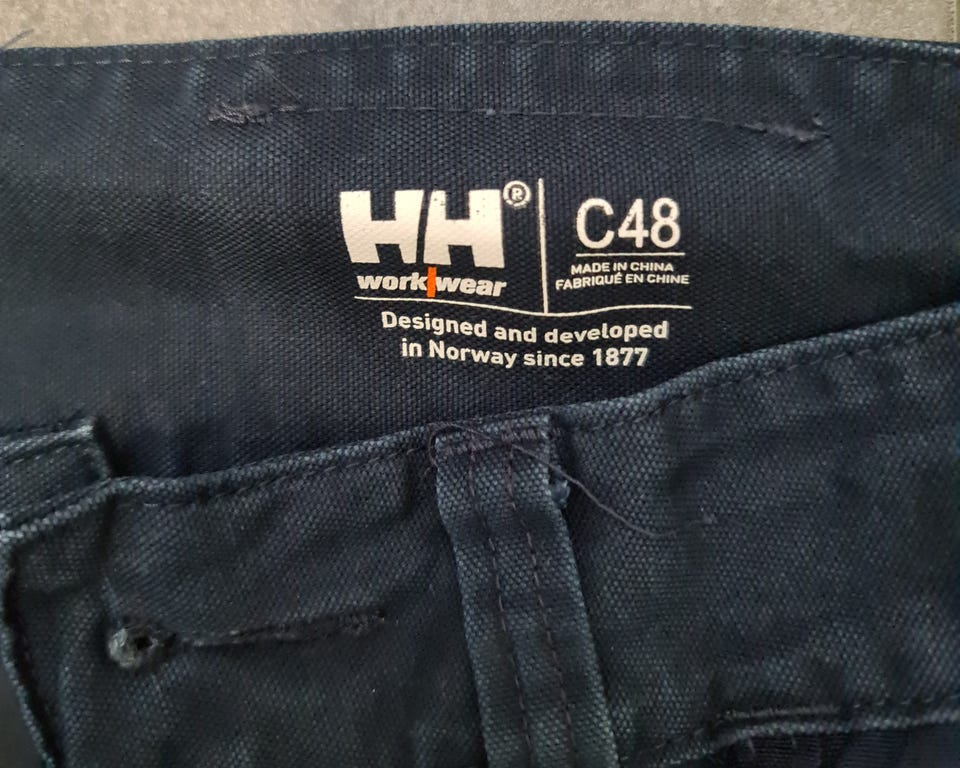 HH®
work|wear
C48
MADE IN CHINA
FABRIQUÉ EN CHINE
Designed and developed
in Norway since 1877